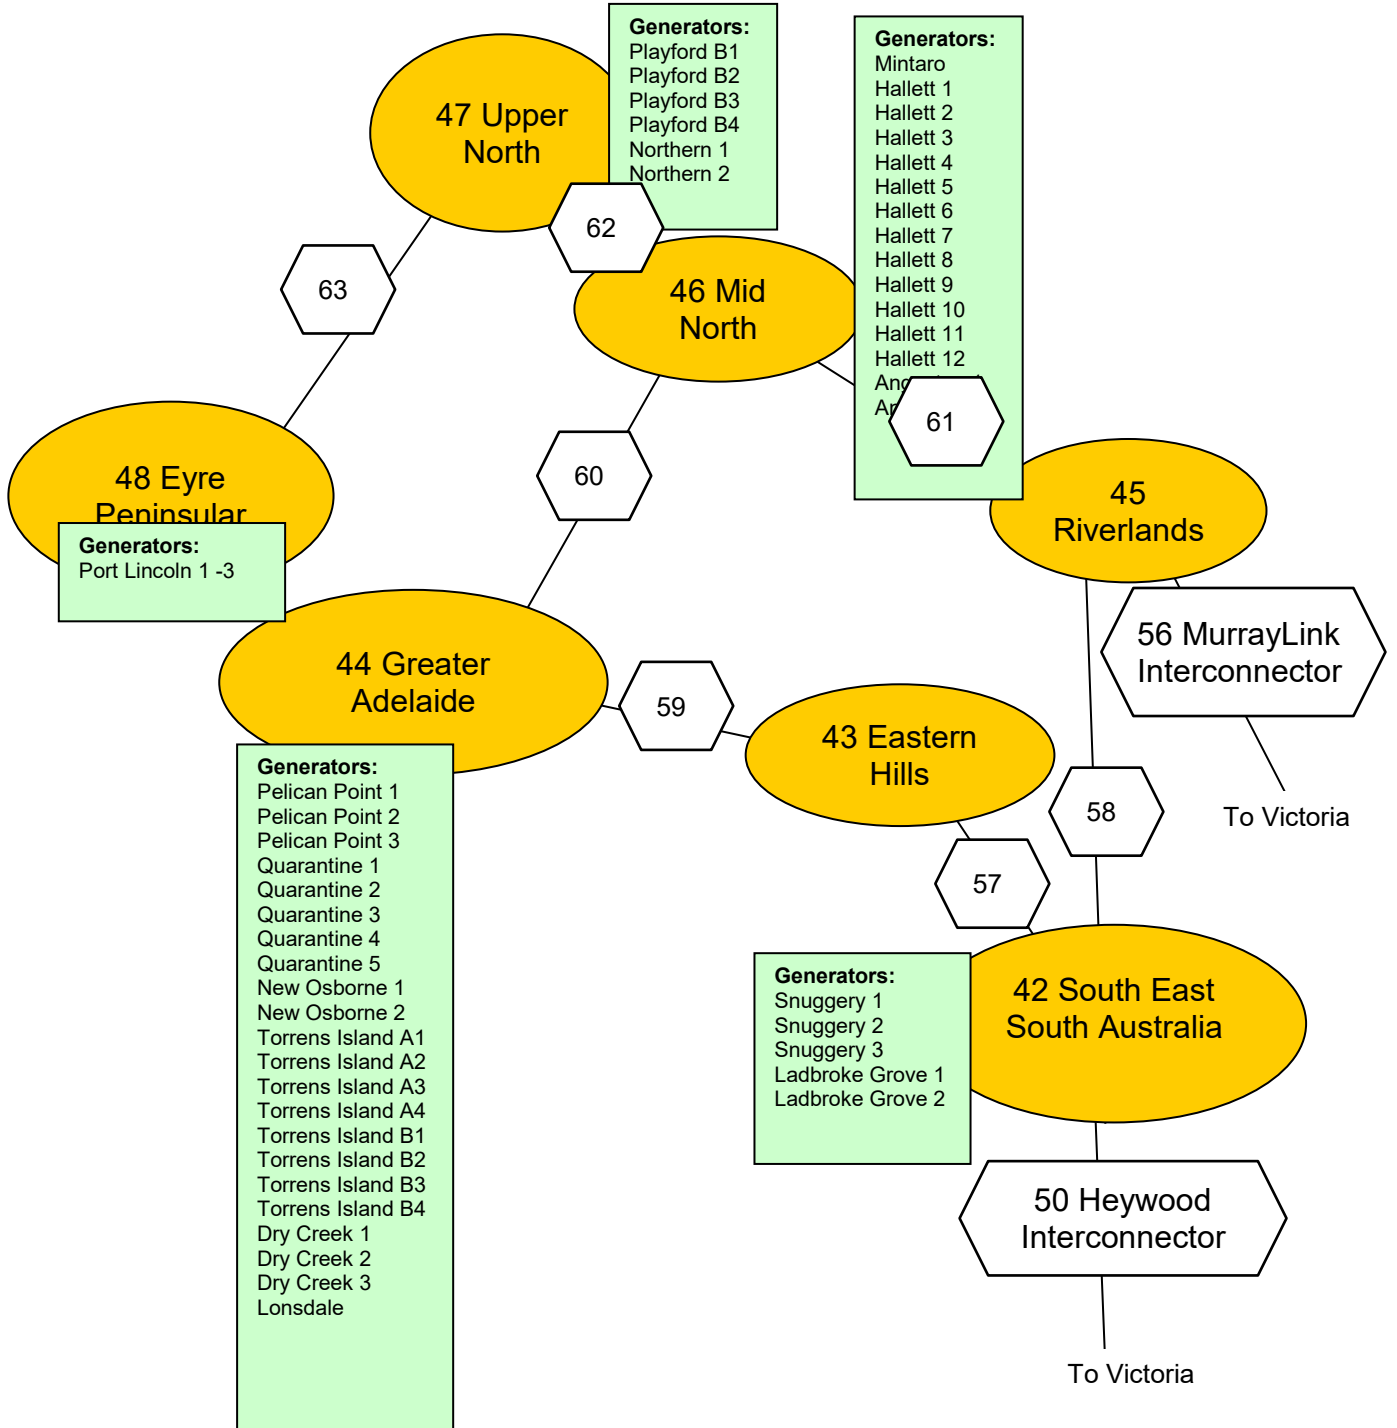 Generators:
Playford B1
Playford B2
Playford B3
Playford B4
Northern 1
Northern 2
Generators:
Mintaro
Hallett 1
Hallett 2
Hallett 3
Hallett 4
Hallett 5
Hallett 6
Hallett 7
Hallett 8
Hallett 9
Hallett 10
Hallett 11
Hallett 12
47 Upper
North
62
63
46 Mid
North
61
60
48 Eyre
Peninsular
Generators:
Port Lincoln 1 -3
45
Riverlands
56 MurrayLink
Interconnector
To Victoria
44 Greater
Adelaide
59
43 Eastern
Hills
58
57
Generators:
Pelican Point 1
Pelican Point 2
Pelican Point 3
Quarantine 1
Quarantine 2
Quarantine 3
Quarantine 4
Quarantine 5
New Osborne 1
New Osborne 2
Torrens Island A1
Torrens Island A2
Torrens Island A3
Torrens Island A4
Torrens Island B1
Torrens Island B2
Torrens Island B3
Torrens Island B4
Dry Creek 1
Dry Creek 2
Dry Creek 3
Lonsdale
Generators:
Snuggery 1
Snuggery 2
Snuggery 3
Ladbroke Grove 1
Ladbroke Grove 2
42 South East
South Australia
50 Heywood
Interconnector
To Victoria